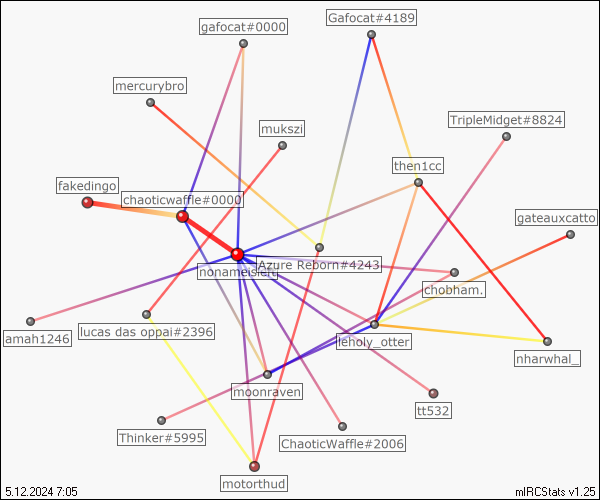 Gafocat#4189
gafocat#0000
mercurybro
TripleMidget#8824
mukszi
then1cc
fakedingo
chaoticwaffle#0000
gateauxcatto
Azure Reborn#4243
chobham.
amah1246
lucas das oppai#2396
leholy_otter
nharwhal_
moonraven
tt532
Thinker#5995
ChaoticWaffle#2006
motorthud
5.12.2024 7:05
mIRCStats v1.25